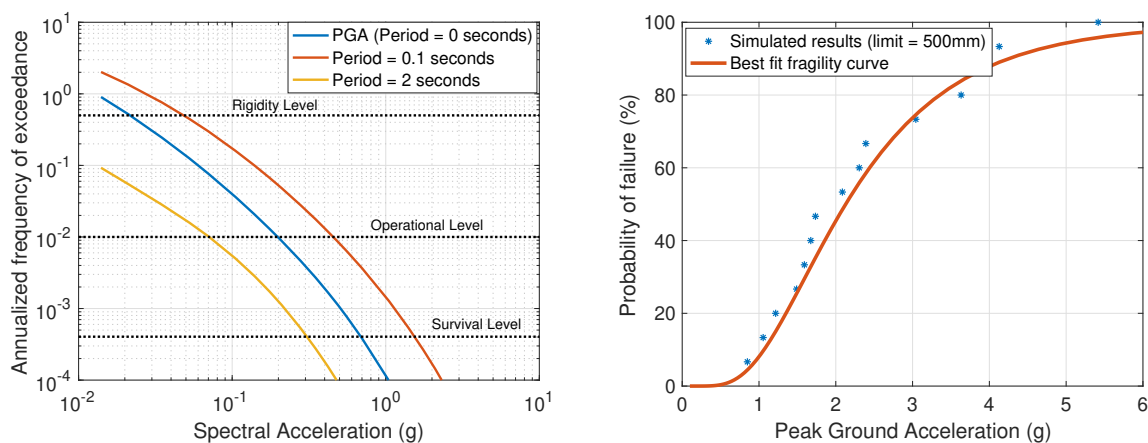 10^1
10^0
10^-1
10^-2
10^-3
10^-4
Annualized frequency of exceedance
PGA (Period = 0 seconds)
Period = 0.1 seconds
Period = 2 seconds
Rigidity Level
Operational Level
Survival Level
10^-2 10^-1 10^0 10^1
Spectral Acceleration (g)
100
80
60
40
20
0
Probability of failure (%)
Simulated results (limit = 500mm)
Best fit fragility curve
0 1 2 3 4 5 6
Peak Ground Acceleration (g)